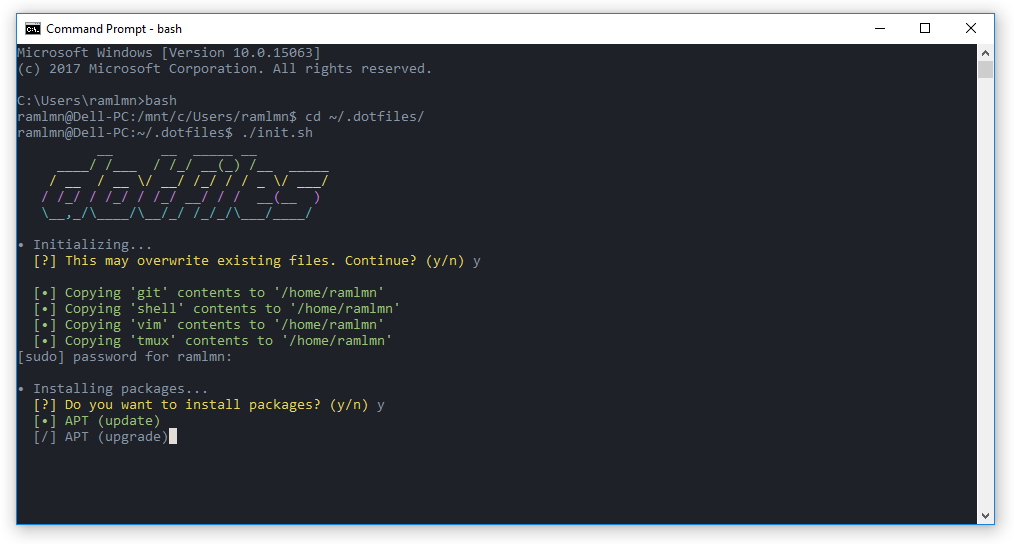 Command Prompt - bash
Microsoft Windows [Version 10.0.15063]
(c) 2017 Microsoft Corporation. All rights reserved.
C:\Users\ramlmn>bash
ramlmn@Dell-PC:/mnt/c/Users/ramlmn$ cd ~/.dotfiles/
ramlmn@Dell-PC:~/.dotfiles$ ./init.sh
dotfiles
• Initializing...
[?] This may overwrite existing files. Continue? (y/n) y
[•] Copying 'git' contents to '/home/ramlmn'
[•] Copying 'shell' contents to '/home/ramlmn'
[•] Copying 'vim' contents to '/home/ramlmn'
[•] Copying 'tmux' contents to '/home/ramlmn'
[sudo] password for ramlmn:
• Installing packages...
[?] Do you want to install packages? (y/n) y
[•] APT (update)
[/] APT (upgrade)